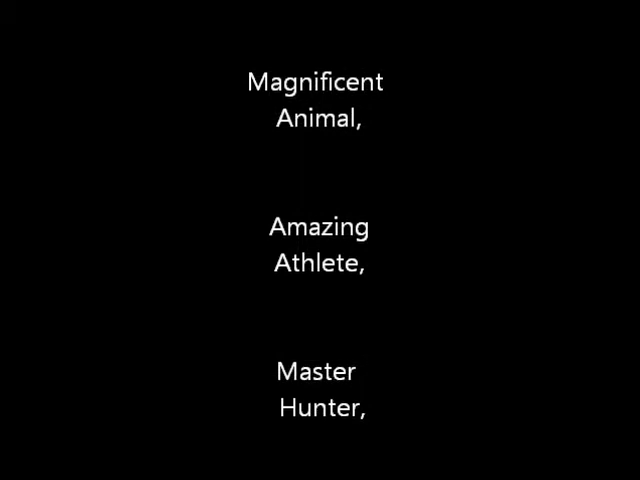 Magnificent
Animal,
Amazing
Athlete,
Master
Hunter,